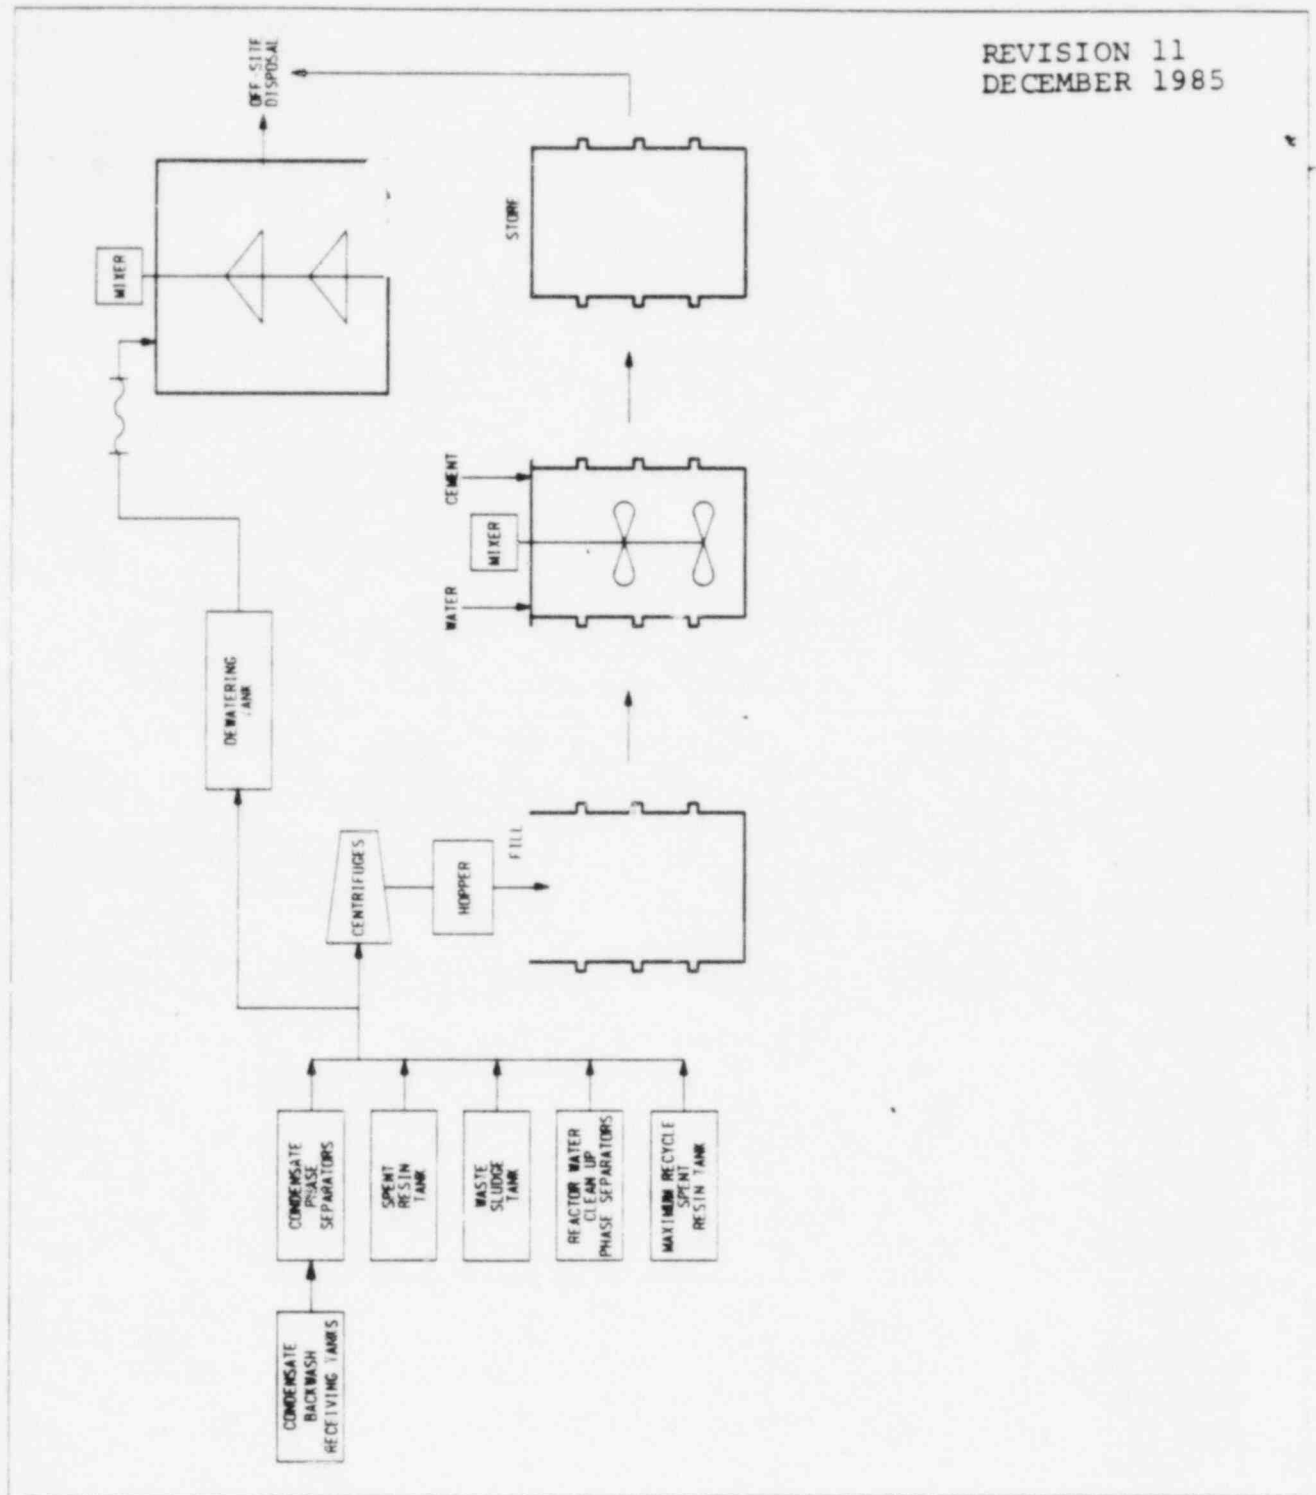 REVISION 11
DECEMBER 1985
OFF-SITE
DISPOSAL
MIXER
STORE
CEMENT
MIXER
WATER
DEWATERING
TANK
CENTRIFUGES
HOPPER
FILL
CONDENSATE
PHASE
SEPARATORS
SPENT
RESIN
TANK
WASTE
SLUDGE
TANK
REACTOR WATER
CLEAN UP
PHASE SEPARATORS
MAXIMUM RECYCLE
SPENT
RESIN TANK
CONDENSATE
BACKWASH
RECEIVING TANKS